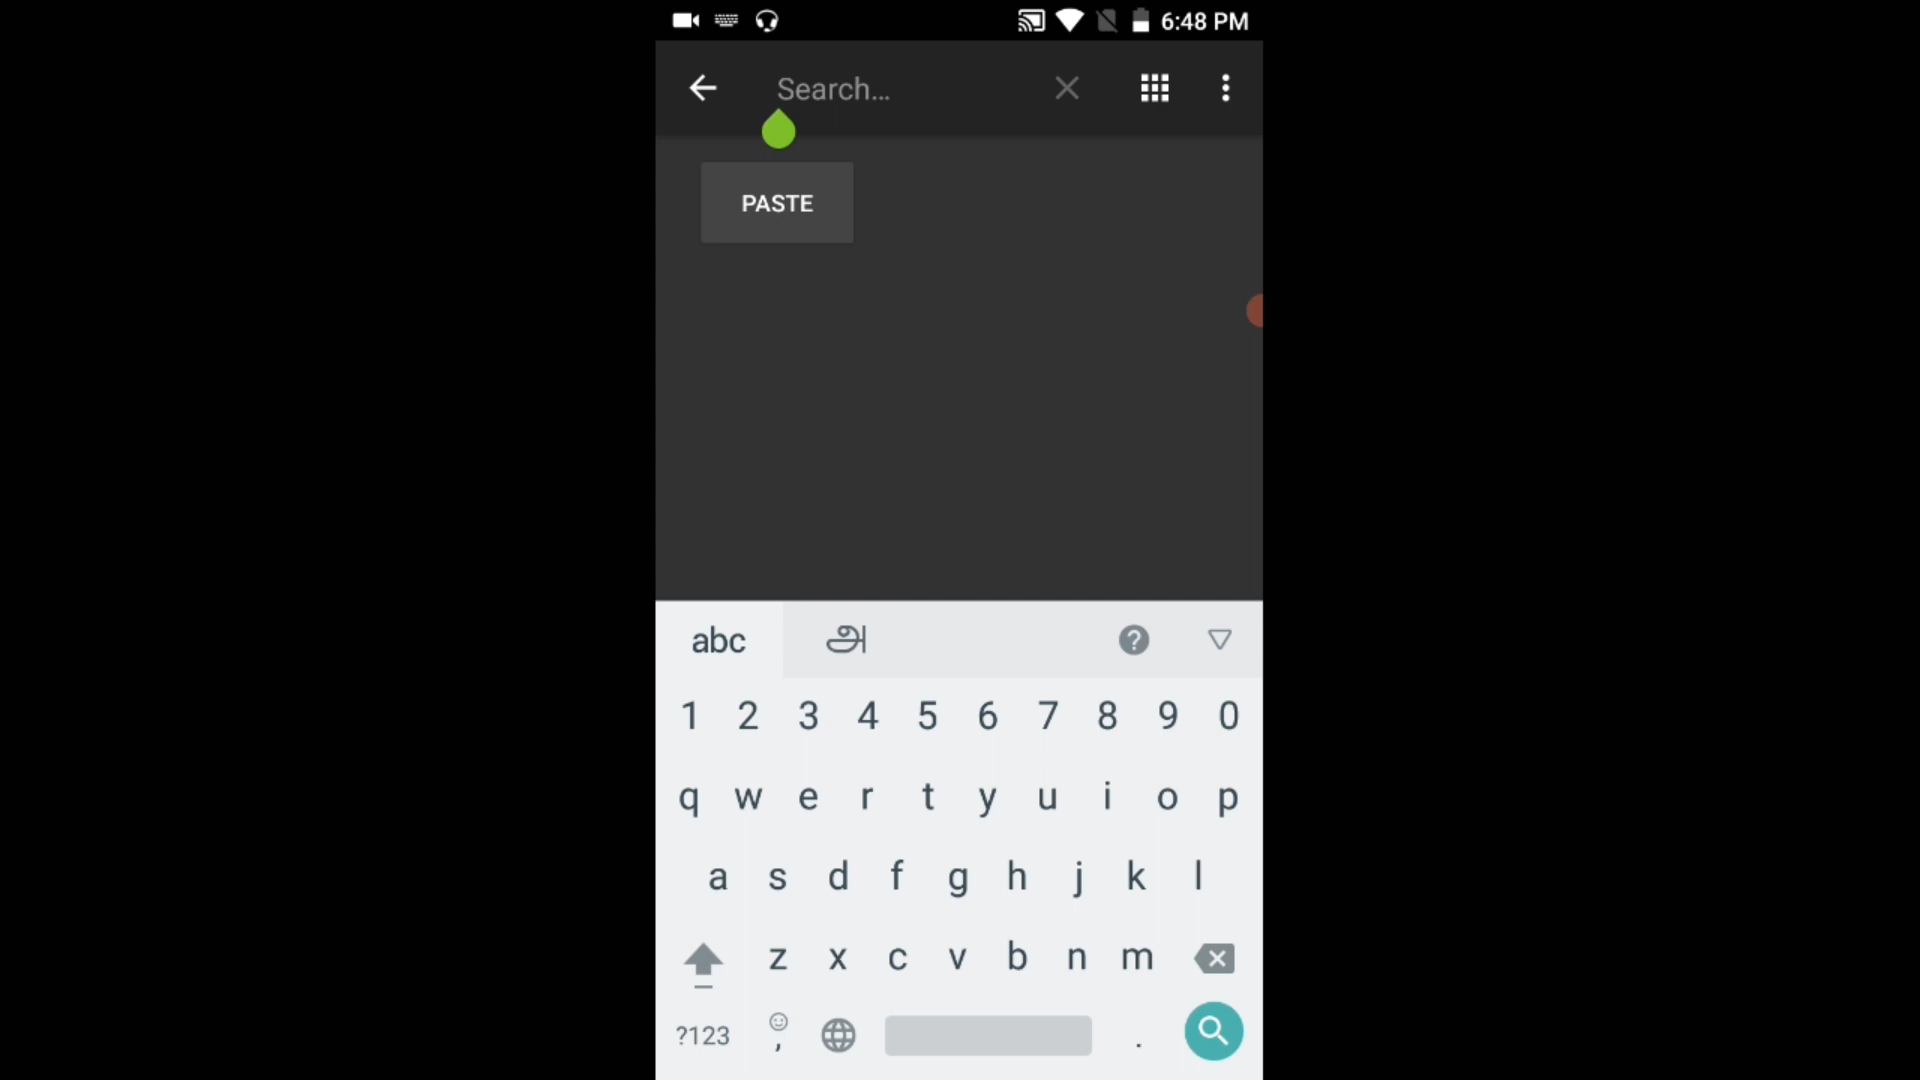 6:48 PM
Search...
PASTE
abc அ
1 2 3 4 5 6 7 8 9 0
q w e r t y u i o p
a s d f g h j k l
z x c v b n m
?123 , .